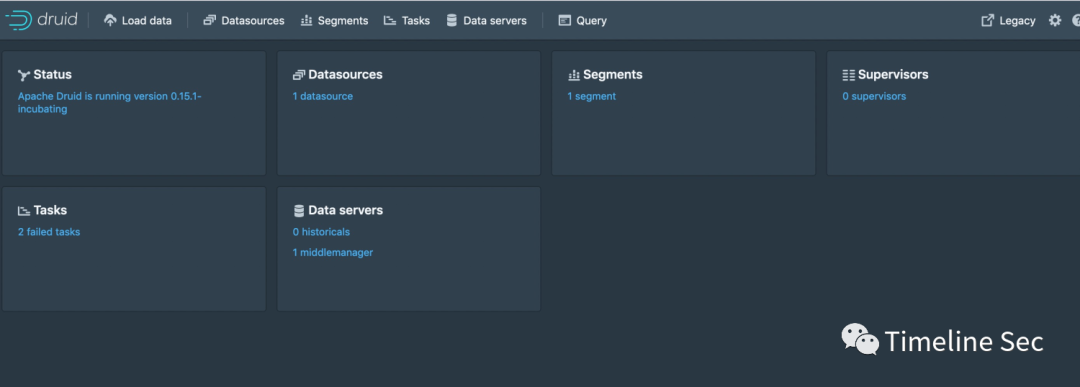 druid Load data Datasources Segments Tasks Data servers Query Legacy
Status
Apache Druid is running version 0.15.1-
incubating
Datasources
1 datasource
Segments
1 segment
Supervisors
0 supervisors
Tasks
2 failed tasks
Data servers
0 historicals
1 middlemanager
Timeline Sec